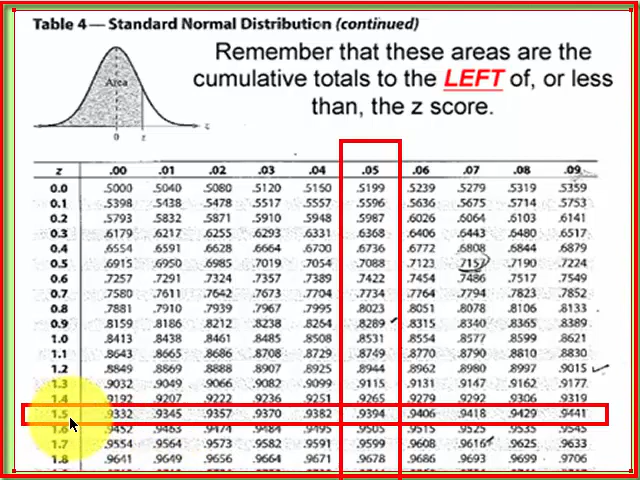 Table 4 — Standard Normal Distribution (continued)
Remember that these areas are the
cumulative totals to the LEFT of, or less
than, the z score.
Area
0 z
z
z .00 .01 .02 .03 .04 .05 .06 .07 .08 .09
0.0 .5000 .5040 .5080 .5120 .5160 .5199 .5239 .5279 .5319 .5359
0.1 .5398 .5438 .5478 .5517 .5557 .5596 .5636 .5675 .5714 .5753
0.2 .5793 .5832 .5871 .5910 .5948 .5987 .6026 .6064 .6103 .6141
0.3 .6179 .6217 .6255 .6293 .6331 .6368 .6406 .6443 .6480 .6517
0.4 .6554 .6591 .6628 .6664 .6700 .6736 .6772 .6808 .6844 .6879
0.5 .6915 .6950 .6985 .7019 .7054 .7088 .7123 .7157 .7190 .7224
0.6 .7257 .7291 .7324 .7357 .7389 .7422 .7454 .7486 .7517 .7549
0.7 .7580 .7611 .7642 .7673 .7704 .7734 .7764 .7794 .7823 .7852
0.8 .7881 .7910 .7939 .7967 .7995 .8023 .8051 .8078 .8106 .8133
0.9 .8159 .8186 .8212 .8238 .8264 .8289 .8315 .8340 .8365 .8389
1.0 .8413 .8438 .8461 .8485 .8508 .8531 .8554 .8577 .8599 .8621
1.1 .8643 .8665 .8686 .8708 .8729 .8749 .8770 .8790 .8810 .8830
1.2 .8849 .8869 .8888 .8907 .8925 .8944 .8962 .8980 .8997 .9015
1.3 .9032 .9049 .9066 .9082 .9099 .9115 .9131 .9147 .9162 .9177
1.4 .9192 .9207 .9222 .9236 .9251 .9265 .9279 .9292 .9306 .9319
1.5 .9332 .9345 .9357 .9370 .9382 .9394 .9406 .9418 .9429 .9441
1.6 .9452 .9463 .9474 .9484 .9495 .9505 .9515 .9525 .9535 .9545
1.7 .9554 .9564 .9573 .9582 .9591 .9599 .9608 .9616 .9625 .9633
1.8 .9641 .9649 .9656 .9664 .9671 .9678 .9686 .9693 .9699 .9706